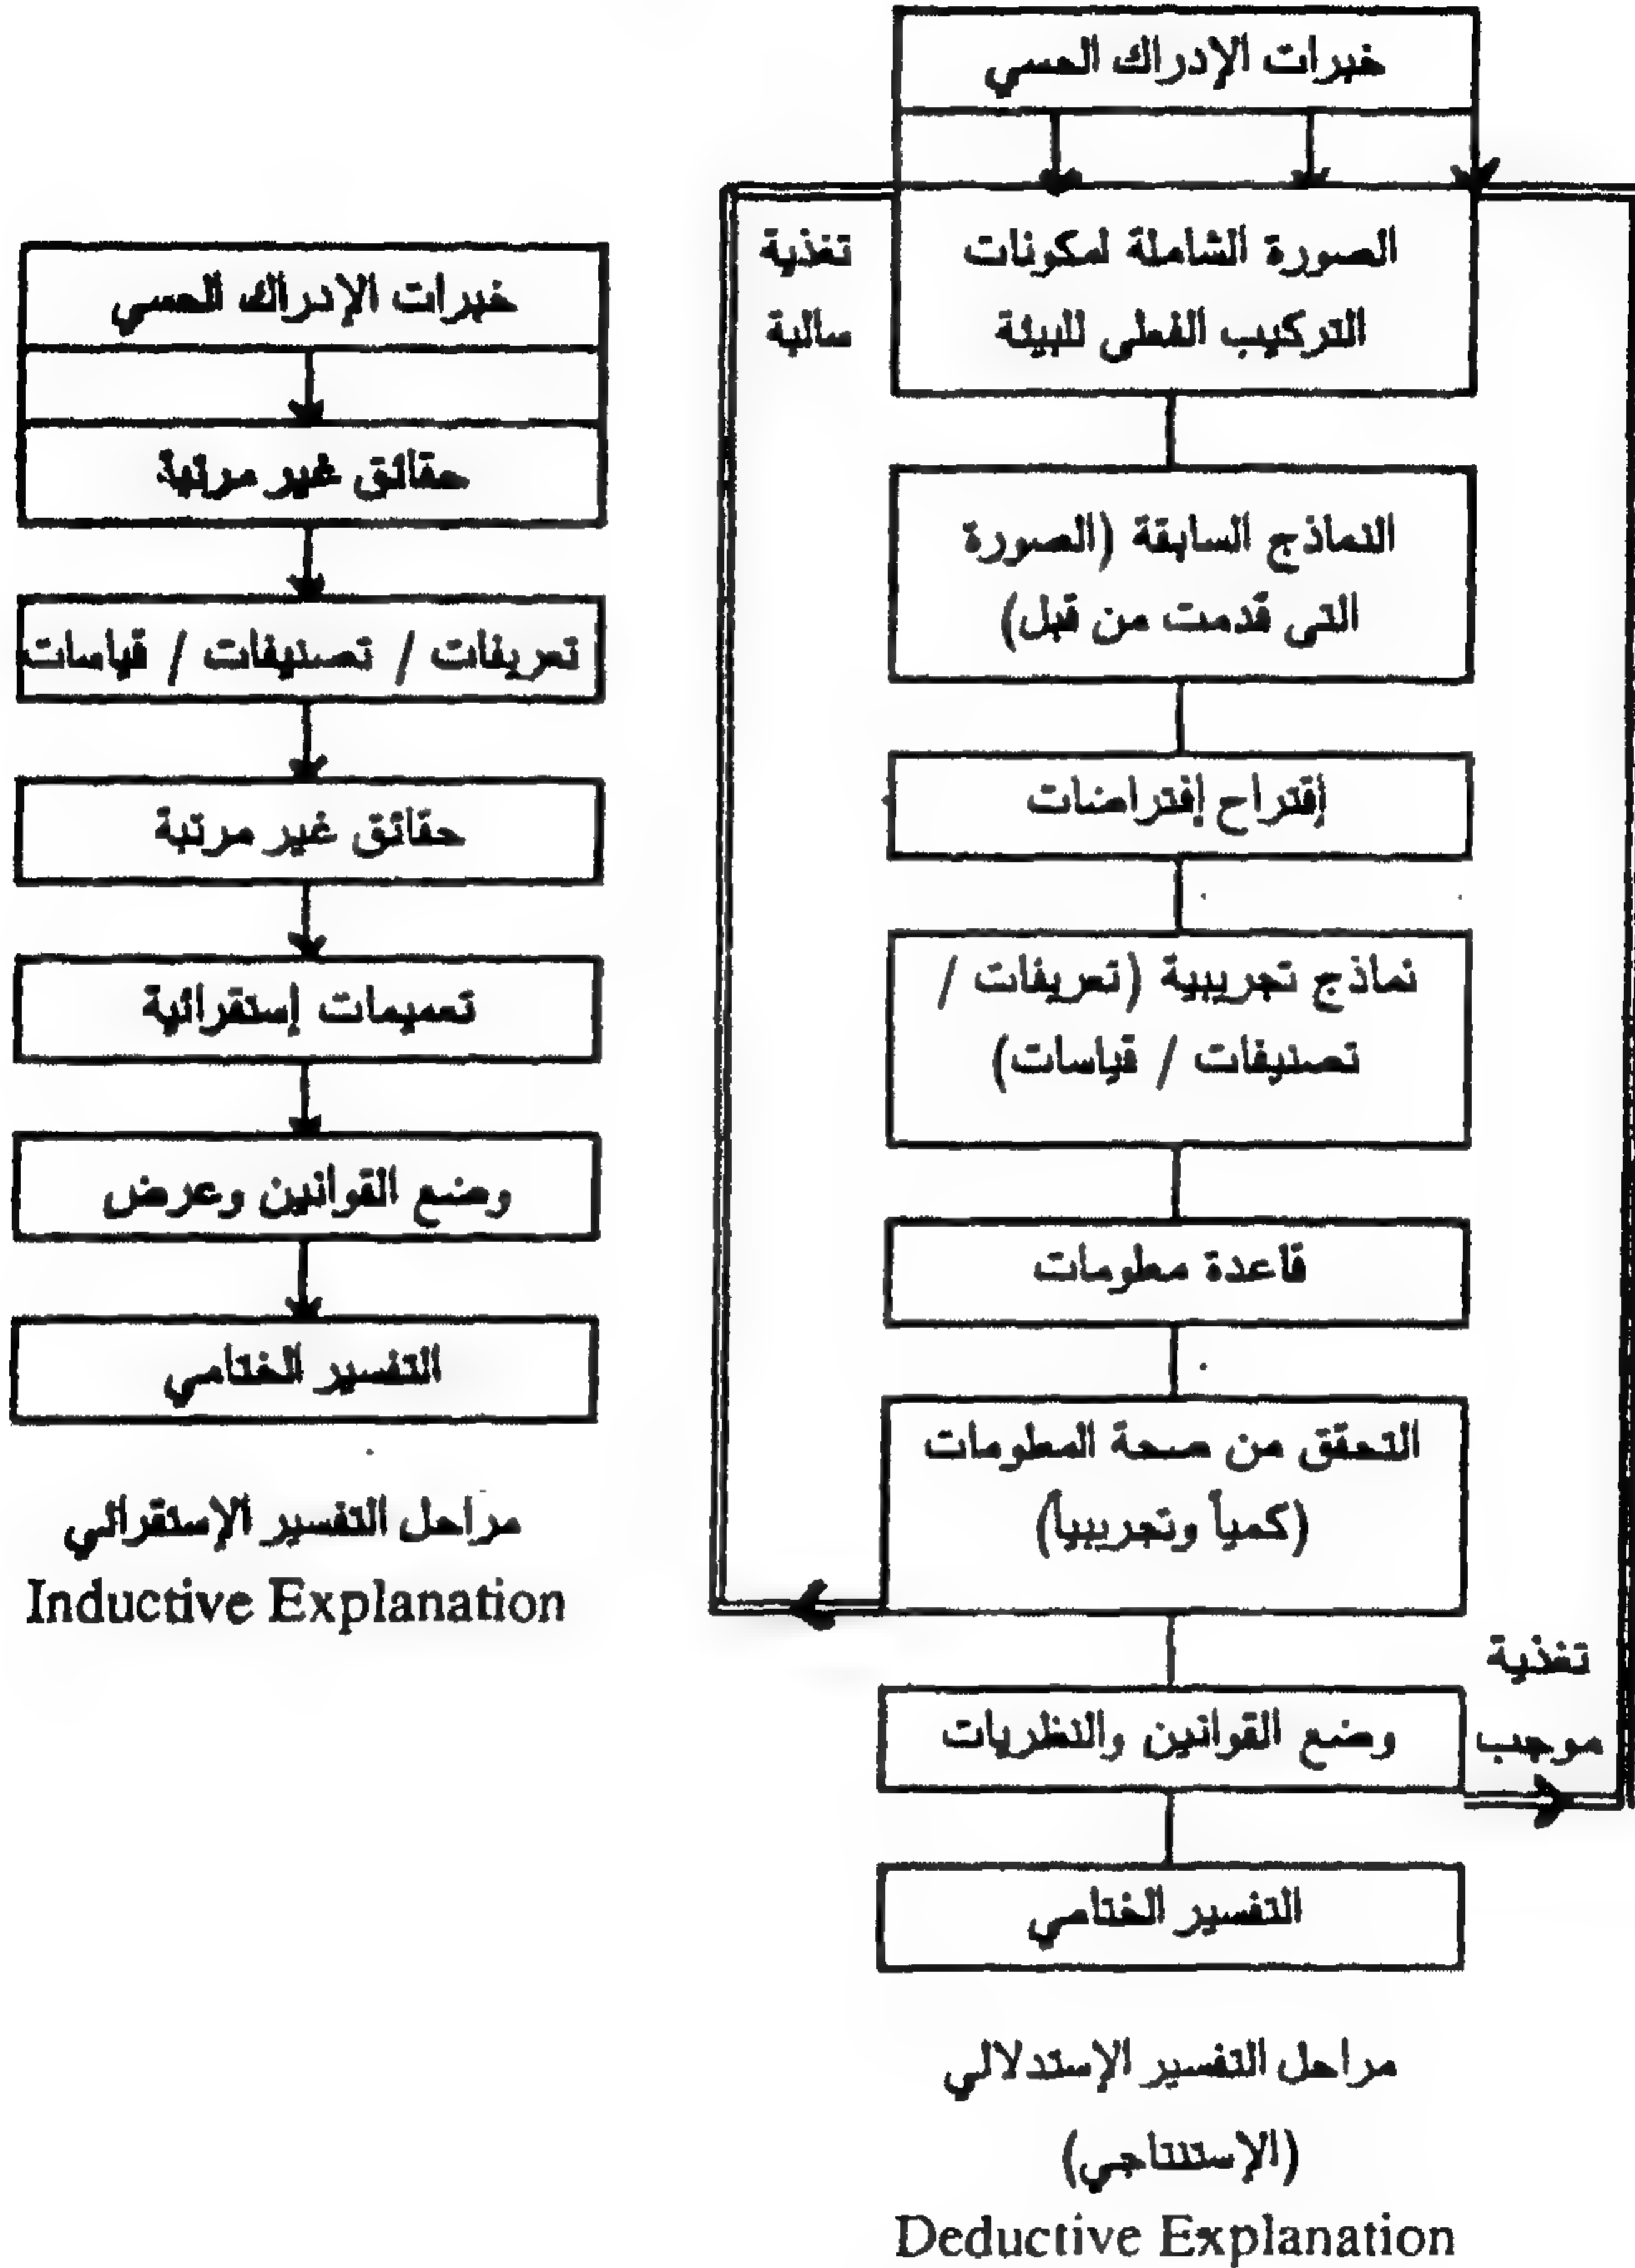 خبرات الإدراك الحسي
الصورة الشاملة لمكونات
التركيب الفعلى للبيئة
النماذج السابقة (الصورة
التى قدمت من قبل)
إقتراح إفتراضات
نماذج تجريبية (تعريفات /
تصنيفات / قياسات)
قاعدة معلومات
التحقق من صحة المعلومات
(كمياً وتجريبياً)
وضع القوانين والنظريات
التفسير الختامي
تغذية
سالبة
تغذية
موجب
مراحل التفسير الإستدلالي
(الإستنتاجي)
Deductive Explanation
خبرات الإدراك الحسي
حقائق غير مرتبة
تعريفات / تصنيفات / قياسات
حقائق غير مرتبة
تعميمات إستقرائية
وضع القوانين وعرض
التفسير الختامي
مراحل التفسير الإستقرائي
Inductive Explanation